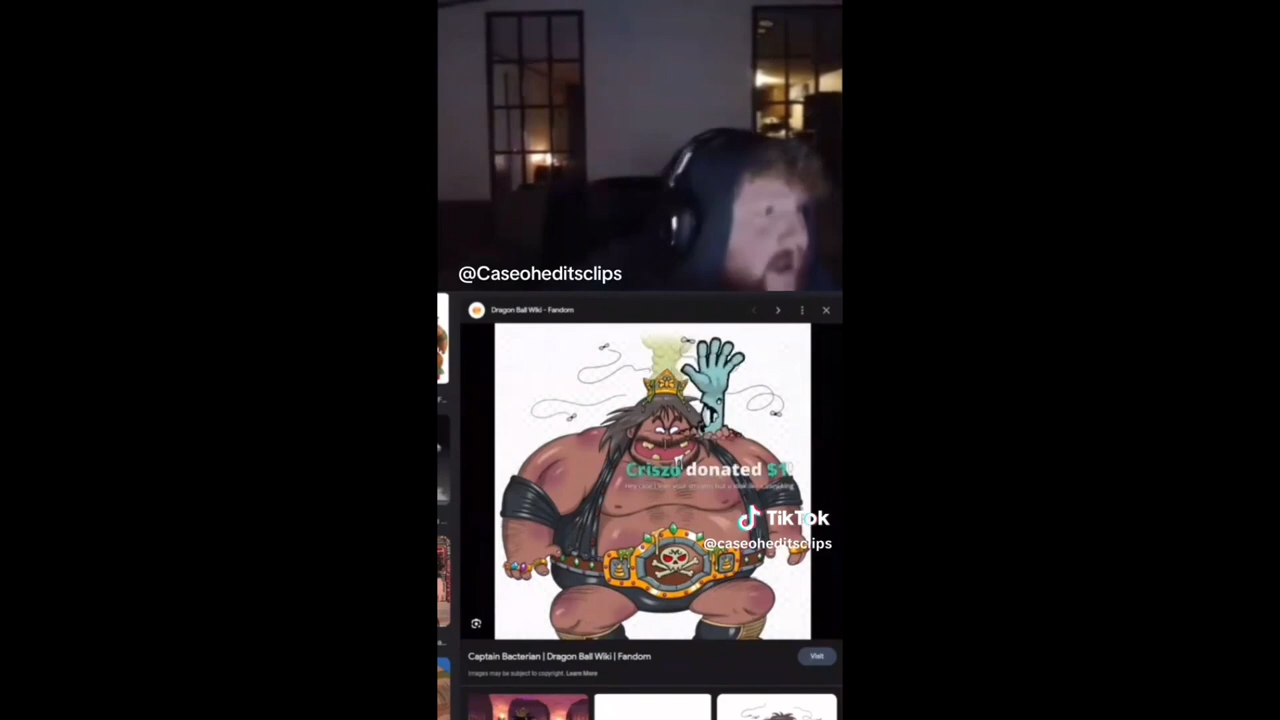 @Caseoheditsclips
Dragon Ball Wiki - Fandom
Criszo donated $1!
TikTok
@caseoheditsclips
Captain Bacterian | Dragon Ball Wiki | Fandom
Visit
Images may be subject to copyright. Learn More